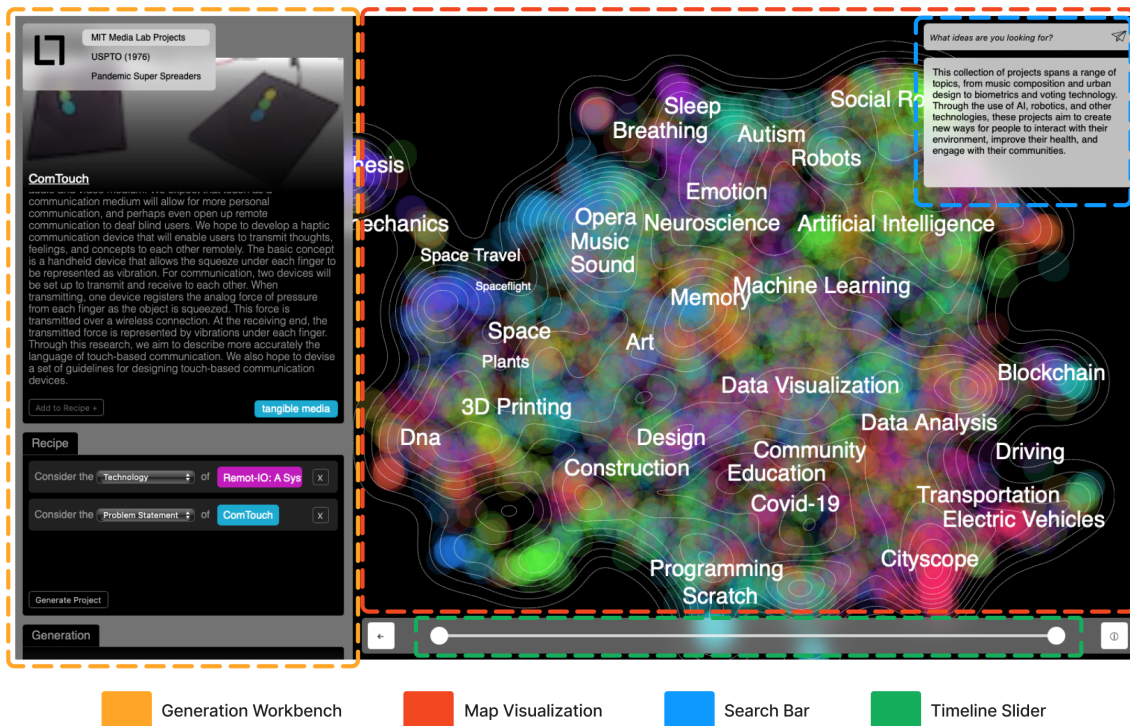 MIT Media Lab Projects
USPTO (1976)
Pandemic Super Spreaders
ComTouch
communication medium will allow for more personal
communication, and perhaps even open up remote
communication to deaf blind users. We hope to develop a haptic
communication device that will enable users to transmit thoughts,
feelings, and concepts to each other remotely. The basic concept
is a handheld device that allows the squeeze under each finger to
be represented as vibration. For communication, two devices will
be set up to transmit and receive to each other. When
transmitting, one device registers the analog force of pressure
from each finger as the object is squeezed. This force is
transmitted over a wireless connection. At the receiving end, the
transmitted force is represented by vibrations under each finger.
Through this research, we aim to describe more accurately the
language of touch-based communication. We also hope to devise
a set of guidelines for designing touch-based communication
devices.
Add to Recipe +
tangible media
Recipe
Consider the Technology of Remot-IO: A Sys x
Consider the Problem Statement of ComTouch x
Generate Project
Generation
What ideas are you looking for?
This collection of projects spans a range of
topics, from music composition and urban
design to biometrics and voting technology.
Through the use of AI, robotics, and other
technologies, these projects aim to create
new ways for people to interact with their
environment, improve their health, and
engage with their communities.
Sleep
Social Ro
Breathing
Autism
Robots
hesis
Emotion
Opera
Neuroscience
Artificial Intelligence
echanics
Music
Space Travel
Sound
Spaceflight
Machine Learning
Memory
Space
Art
Plants
Blockchain
Data Visualization
3D Printing
Data Analysis
Dna
Design
Community
Driving
Construction
Education
Covid-19
Transportation
Electric Vehicles
Cityscope
Programming
Scratch
Generation Workbench
Map Visualization
Search Bar
Timeline Slider